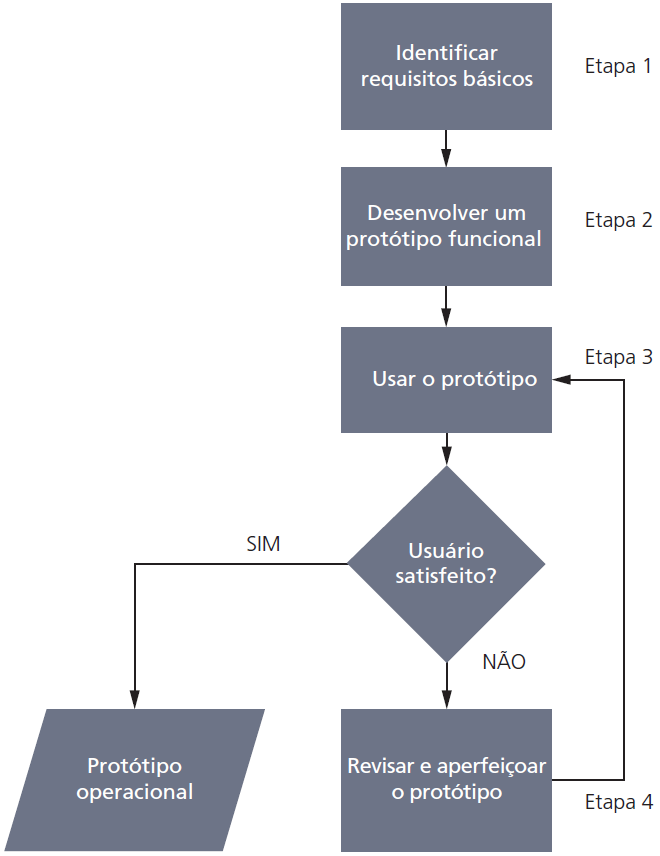 Identificar
requisitos básicos
Etapa 1
Desenvolver um
protótipo funcional
Etapa 2
Usar o protótipo
Etapa 3
Usuário
satisfeito?
SIM
NÃO
Protótipo
operacional
Revisar e aperfeiçoar
o protótipo
Etapa 4